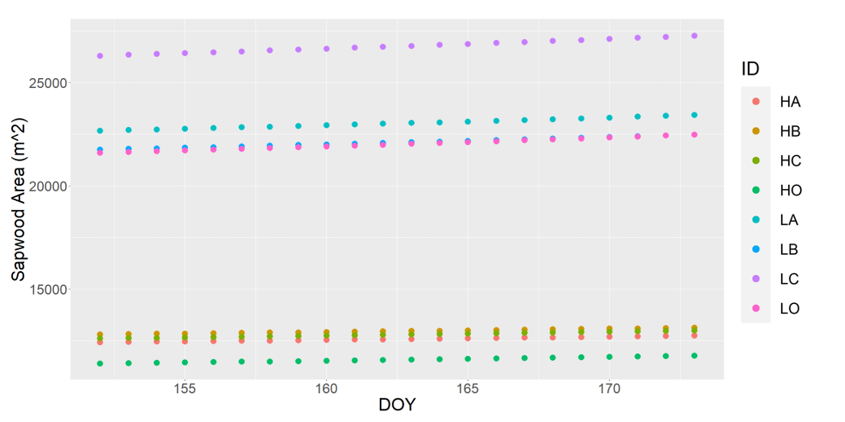 25000
20000
15000
Sapwood Area (m^2)
155 160 165 170
DOY
ID
HA
HB
HC
HO
LA
LB
LC
LO